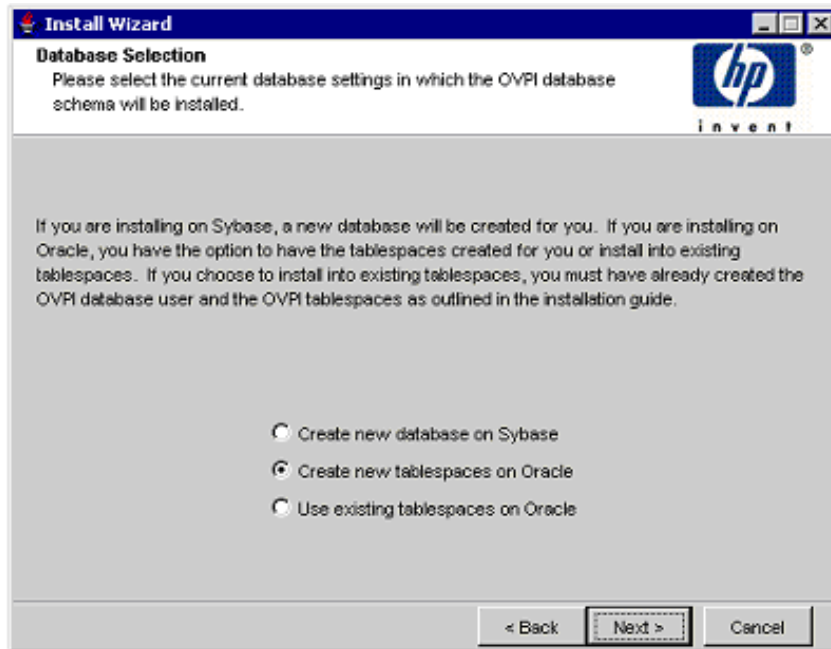 Install Wizard
Database Selection
Please select the current database settings in which the OVPI database
schema will be installed.
hp
®
invent
If you are installing on Sybase, a new database will be created for you. If you are installing on
Oracle, you have the option to have the tablespaces created for you or install into existing
tablespaces. If you choose to install into existing tablespaces, you must have already created the
OVPI database user and the OVPI tablespaces as outlined in the installation guide.
Create new database on Sybase
Create new tablespaces on Oracle
Use existing tablespaces on Oracle
< Back
Next >
Cancel